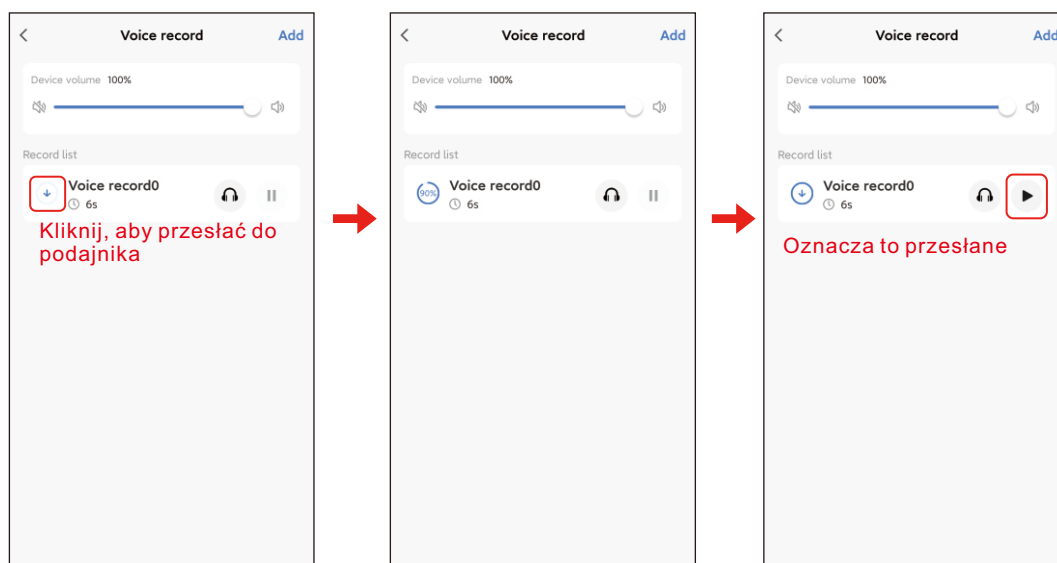 Voice record Add
Device volume 100%
Record list
Voice record0
6s
Kliknij, aby przesłać do
podajnika
Voice record Add
Device volume 100%
Record list
90% Voice record0
6s
Voice record Add
Device volume 100%
Record list
Voice record0
6s
Oznacza to przesłane